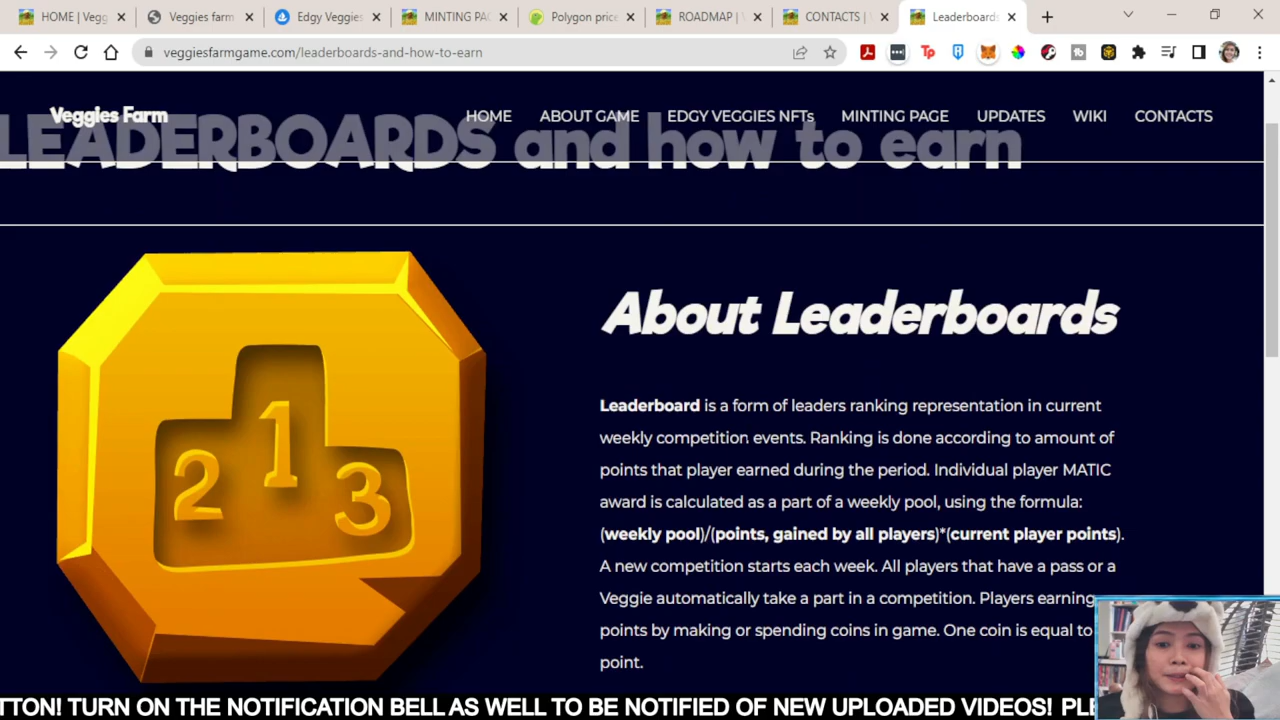 HOME | Vegg
Veggies farm
Edgy Veggies
MINTING PAG
Polygon price
ROADMAP |
CONTACTS |
Leaderboards
veggiesfarmgame.com/leaderboards-and-how-to-earn
Veggies Farm
HOME ABOUT GAME EDGY VEGGIES NFTs MINTING PAGE UPDATES WIKI CONTACTS
LEADERBOARDS and how to earn
1
2
3
About Leaderboards
Leaderboard is a form of leaders ranking representation in current
weekly competition events. Ranking is done according to amount of
points that player earned during the period. Individual player MATIC
award is calculated as a part of a weekly pool, using the formula:
(weekly pool)/(points, gained by all players)*(current player points).
A new competition starts each week. All players that have a pass or a
Veggie automatically take a part in a competition. Players earning
points by making or spending coins in game. One coin is equal to
point.
TTON! TURN ON THE NOTIFICATION BELL AS WELL TO BE NOTIFIED OF NEW UPLOADED VIDEOS! PLE